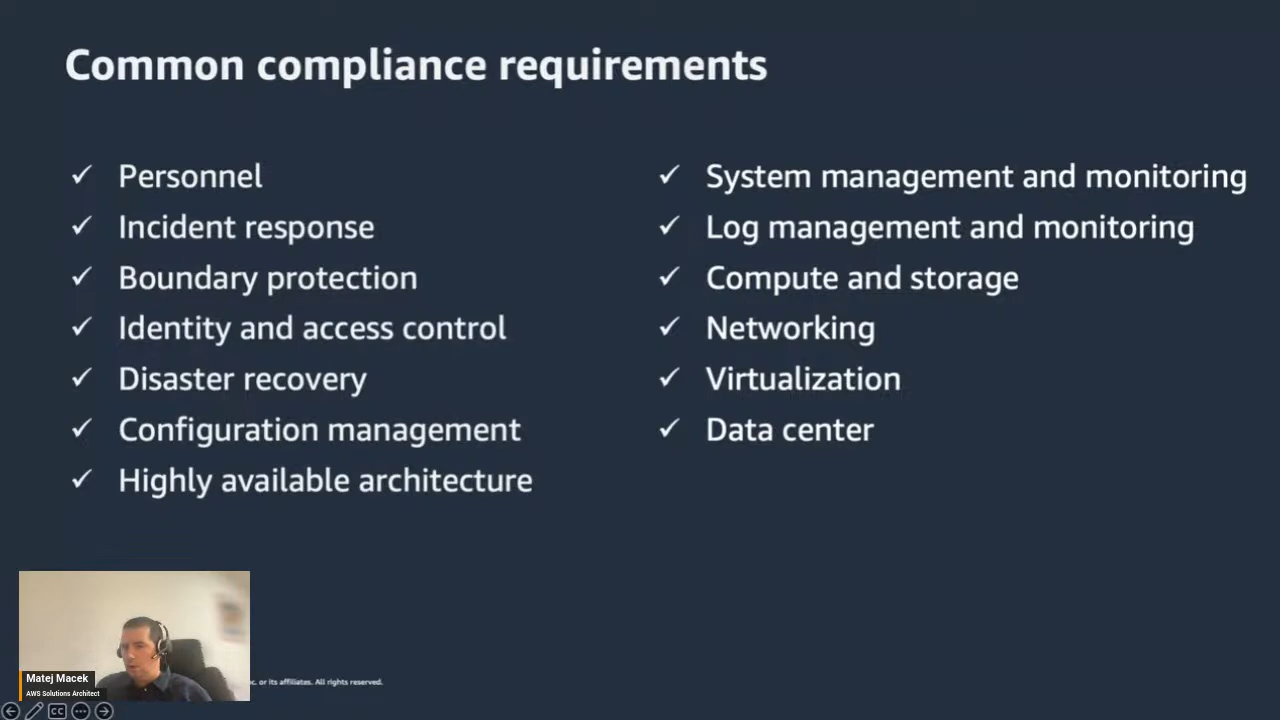 Common compliance requirements
✓ Personnel
✓ Incident response
✓ Boundary protection
✓ Identity and access control
✓ Disaster recovery
✓ Configuration management
✓ Highly available architecture
✓ System management and monitoring
✓ Log management and monitoring
✓ Compute and storage
✓ Networking
✓ Virtualization
✓ Data center
Matej Macek
AWS Solutions Architect
or its affiliates. All rights reserved.
CC